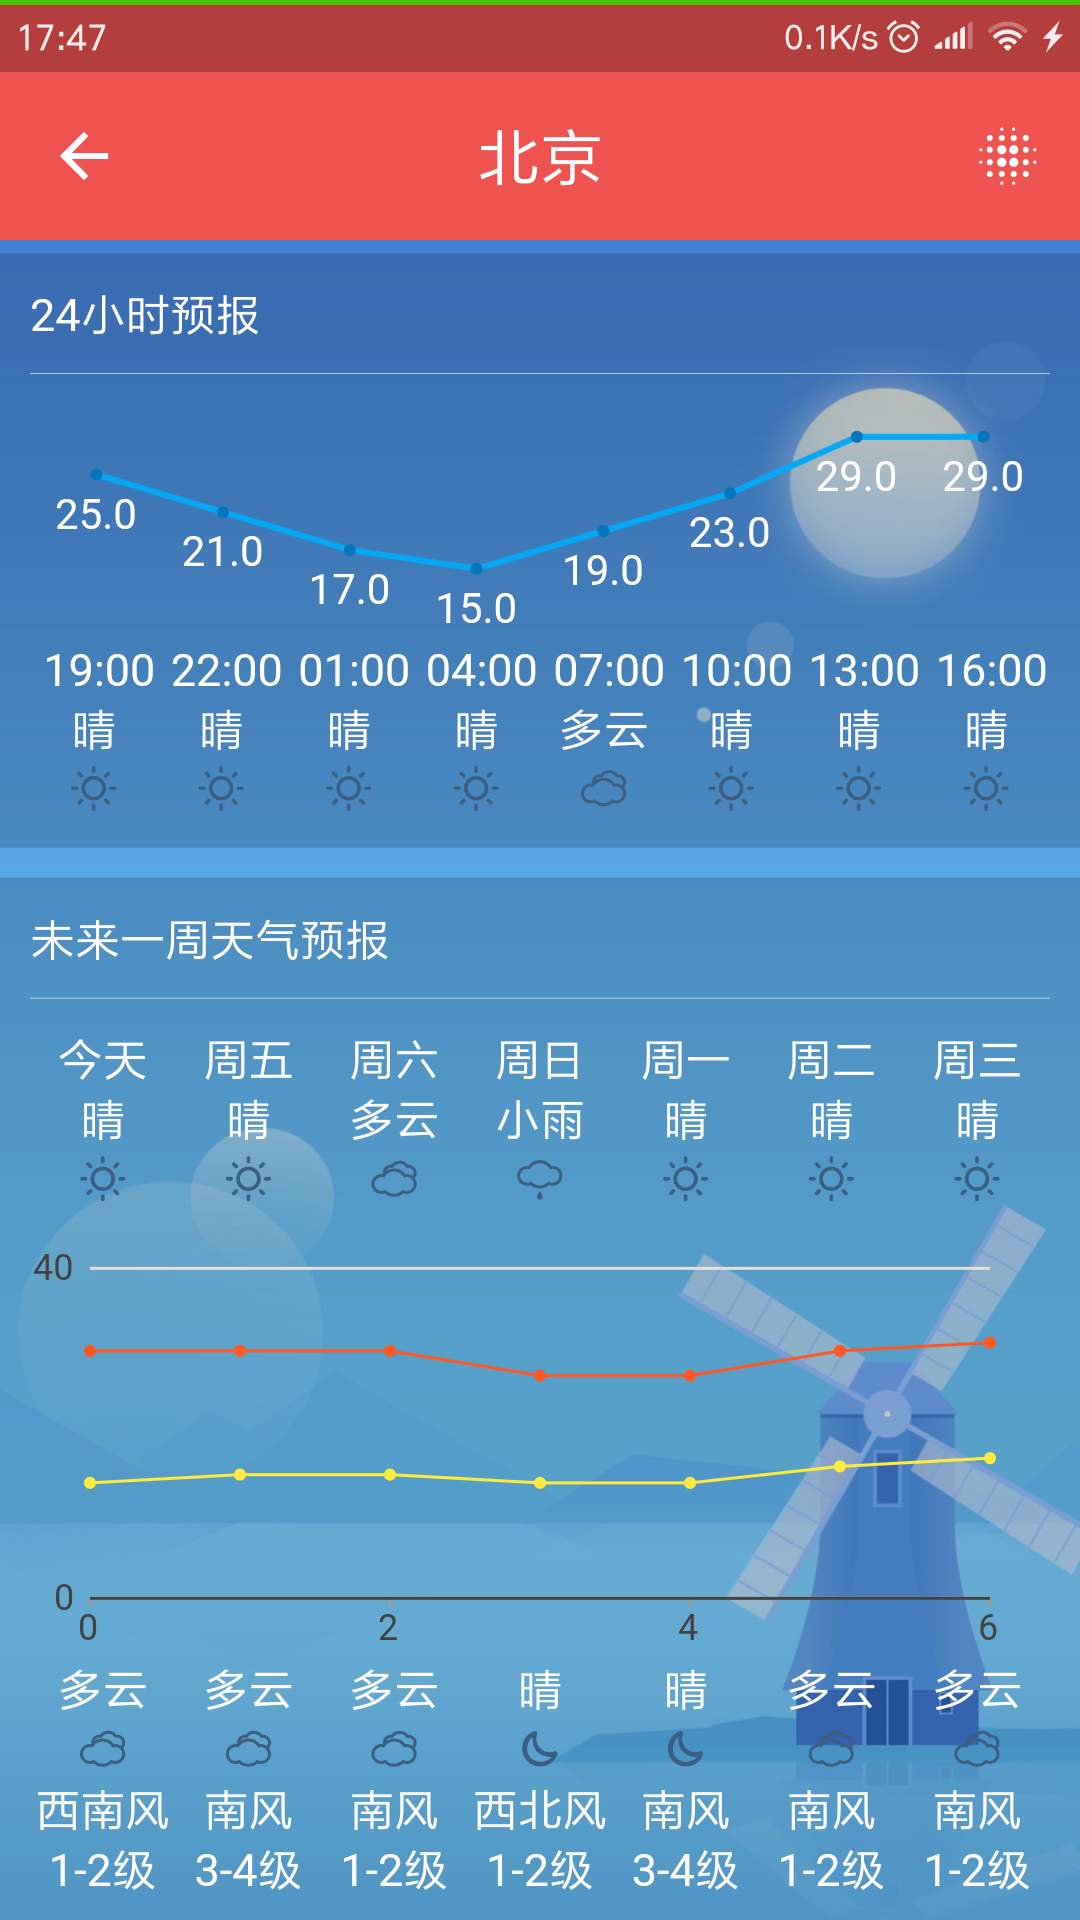 17:47 0.1K/s
北京
24小时预报
25.0 21.0 17.0 15.0 19.0 23.0 29.0 29.0
19:00 22:00 01:00 04:00 07:00 10:00 13:00 16:00
晴 晴 晴 晴 多云 晴 晴 晴
未来一周天气预报
今天 周五 周六 周日 周一 周二 周三
晴 晴 多云 小雨 晴 晴 晴
40
0
0 2 4 6
多云 多云 多云 晴 晴 多云 多云
西南风 南风 南风 西北风 南风 南风 南风
1-2级 3-4级 1-2级 1-2级 3-4级 1-2级 1-2级